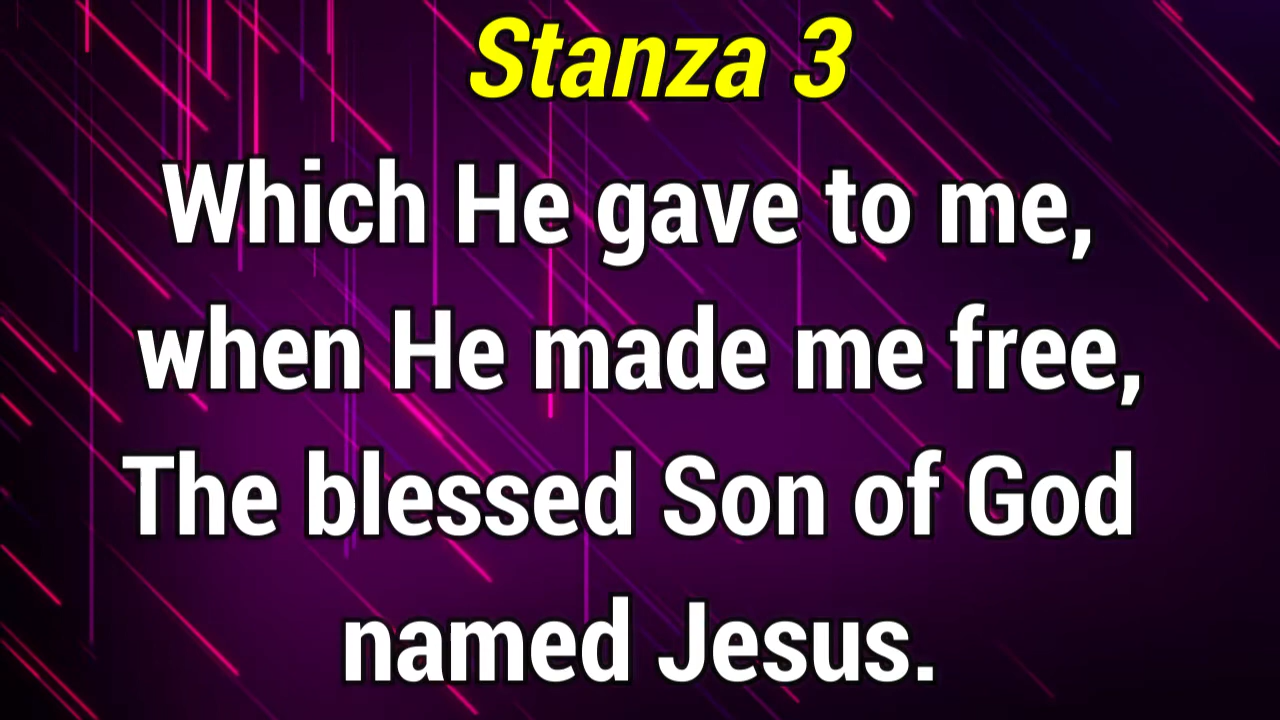 Stanza 3
Which He gave to me,
when He made me free,
The blessed Son of God
named Jesus.